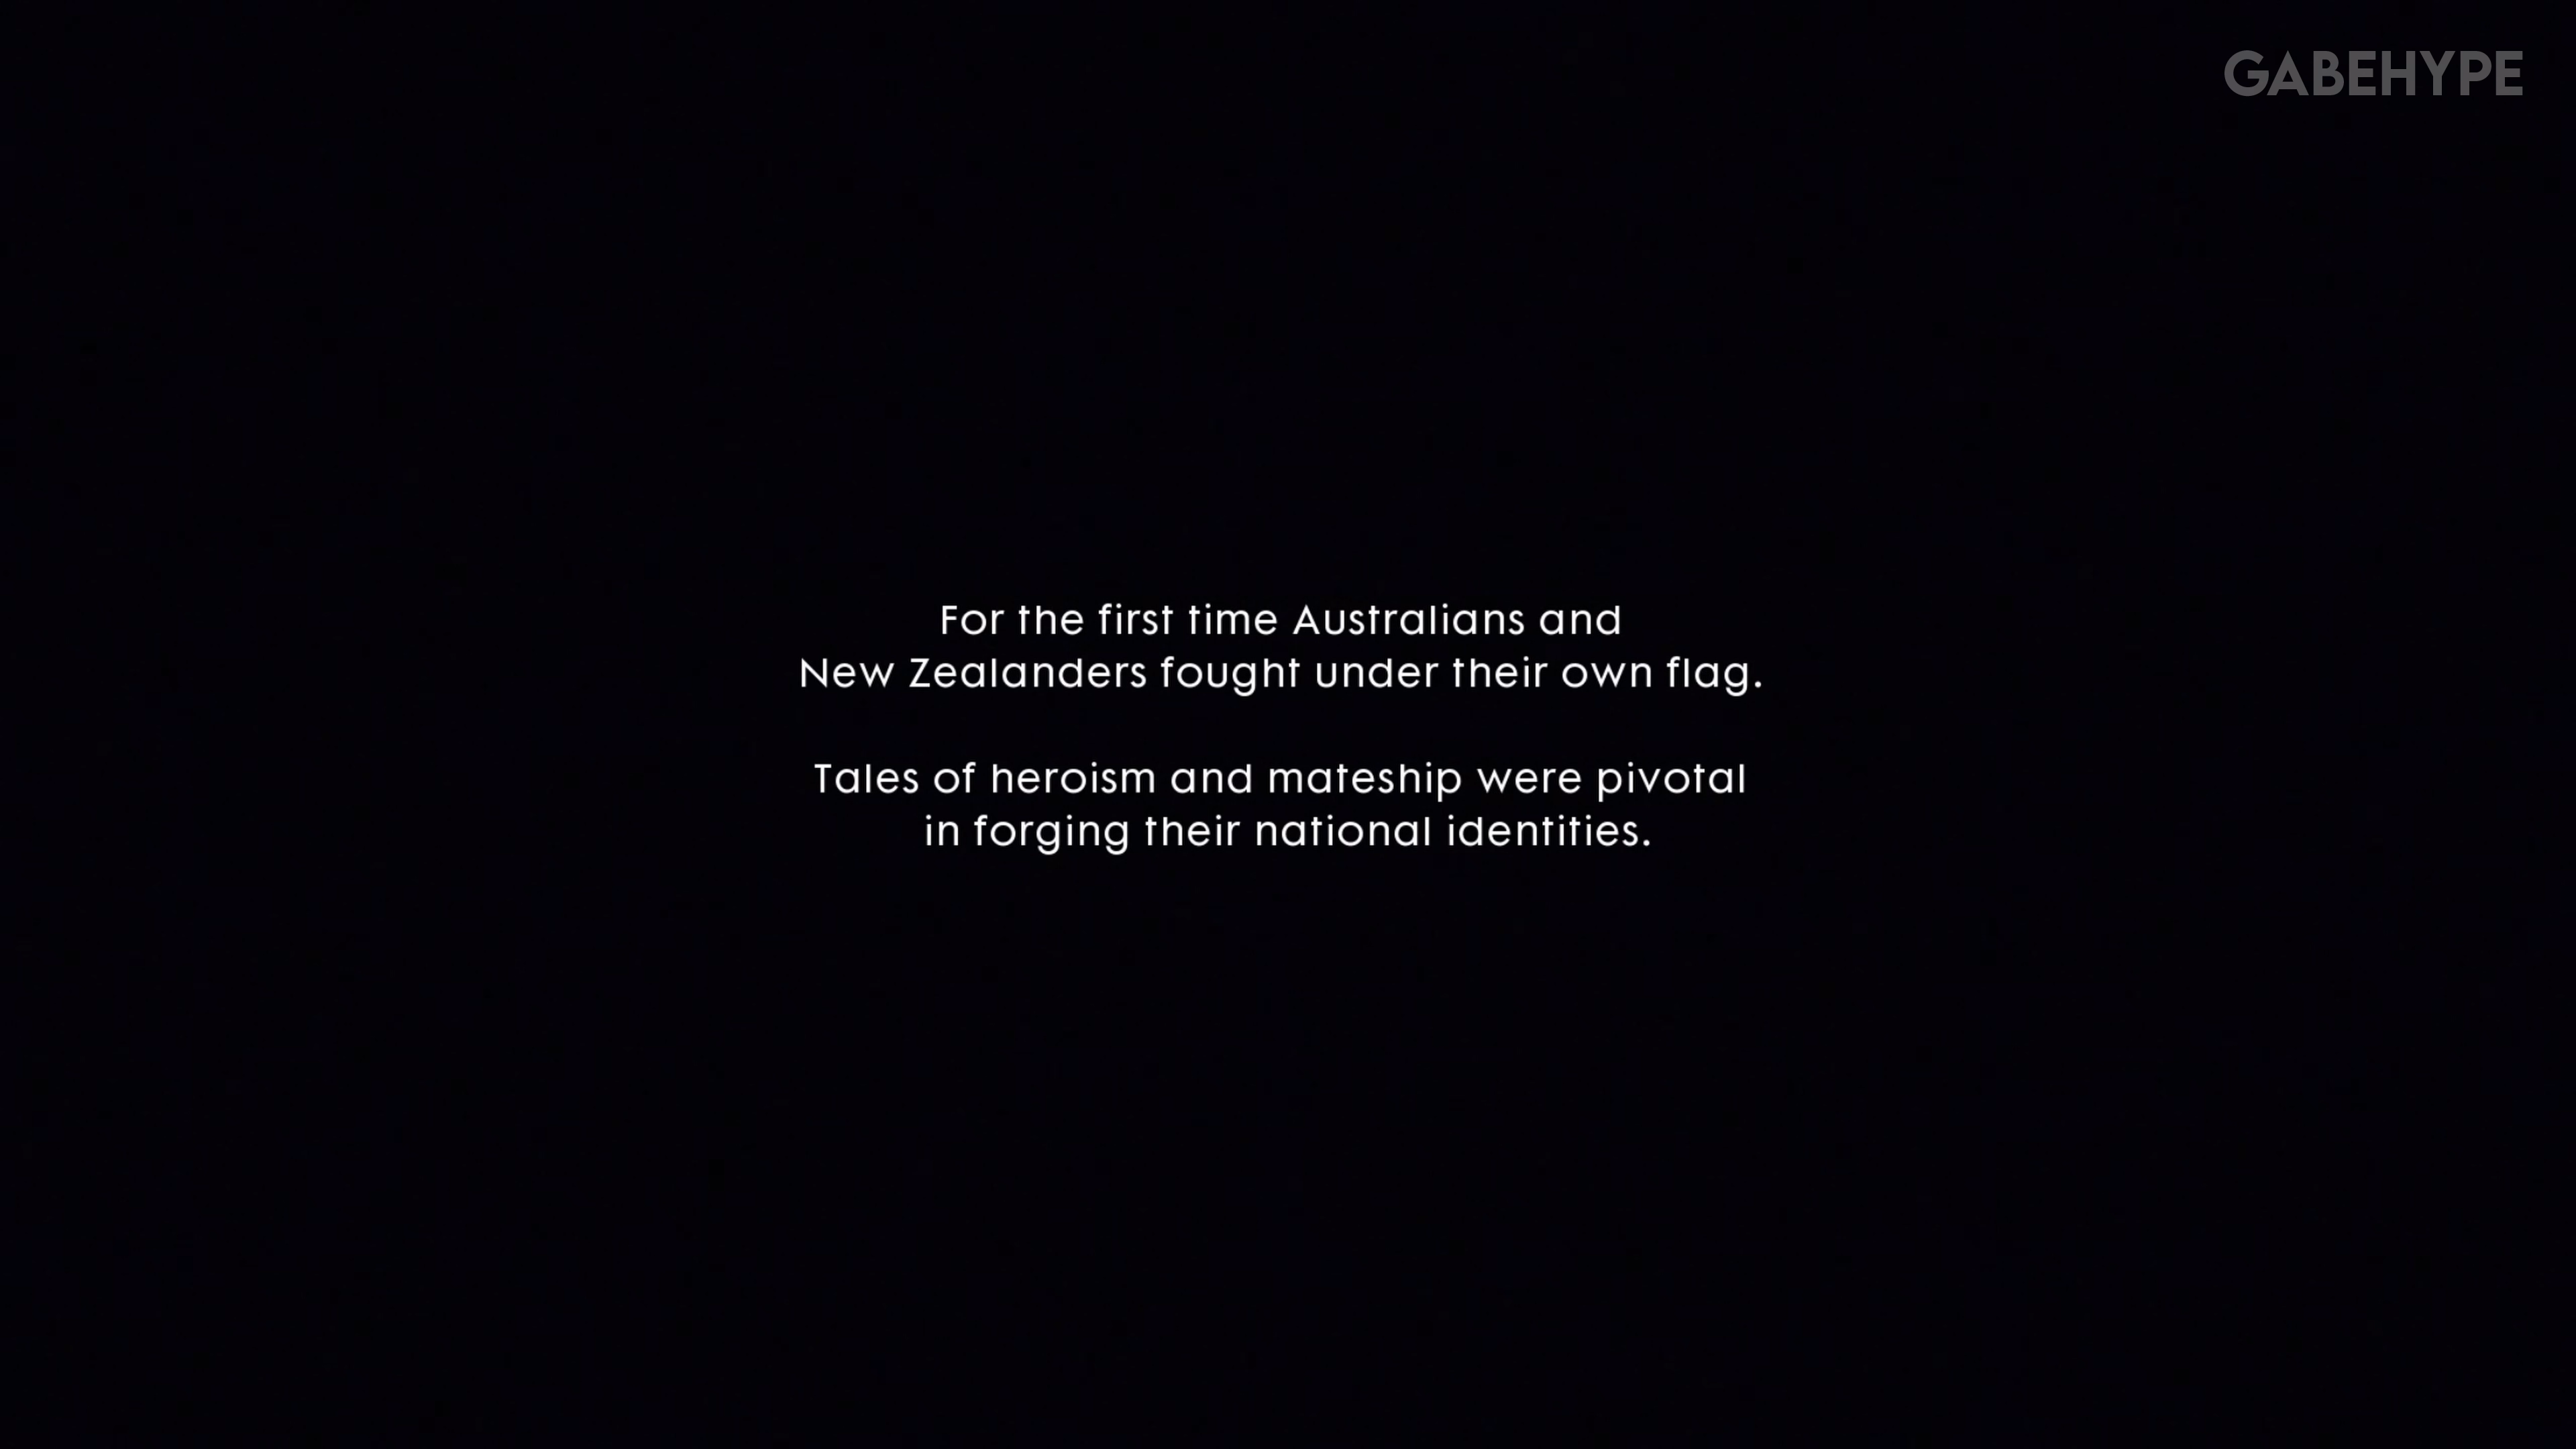 GABEHYPE
For the first time Australians and
New Zealanders fought under their own flag.
Tales of heroism and mateship were pivotal
in forging their national identities.